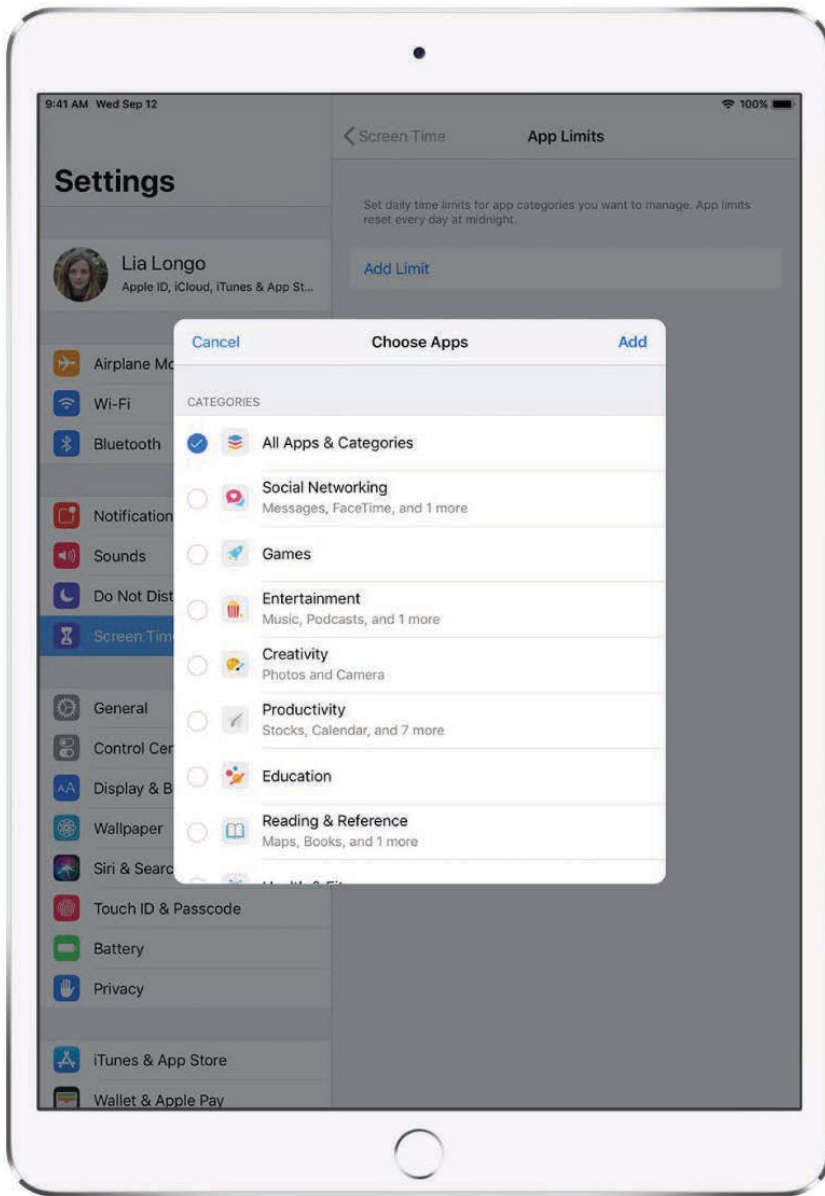 9:41 AM Wed Sep 12
100%
Screen Time
App Limits
Settings
Set daily time limits for app categories you want to manage. App limits
reset every day at midnight.
Lia Longo
Apple ID, iCloud, iTunes & App St...
Add Limit
Airplane Mo
Wi-Fi
Bluetooth
Notification
Sounds
Do Not Dist
Screen Tim
General
Control Cen
Display & B
AA
Wallpaper
Siri & Searc
Touch ID & Passcode
Battery
Privacy
iTunes & App Store
Wallet & Apple Pay
Cancel
Choose Apps
Add
CATEGORIES
All Apps & Categories
Social Networking
Messages, FaceTime, and 1 more
Games
Entertainment
Music, Podcasts, and 1 more
Creativity
Photos and Camera
Productivity
Stocks, Calendar, and 7 more
Education
Reading & Reference
Maps, Books, and 1 more